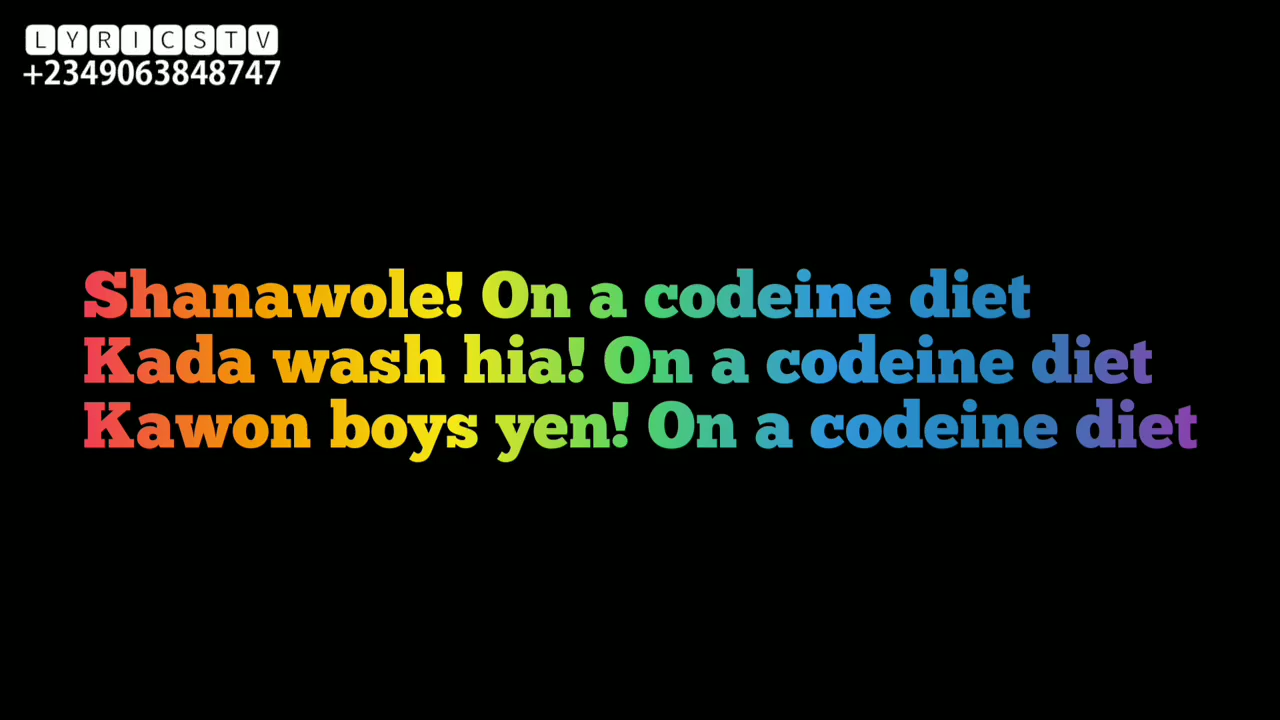 LYRICSTV
+2349063848747
Shanawole! On a codeine diet
Kada wash hia! On a codeine diet
Kawon boys yen! On a codeine diet